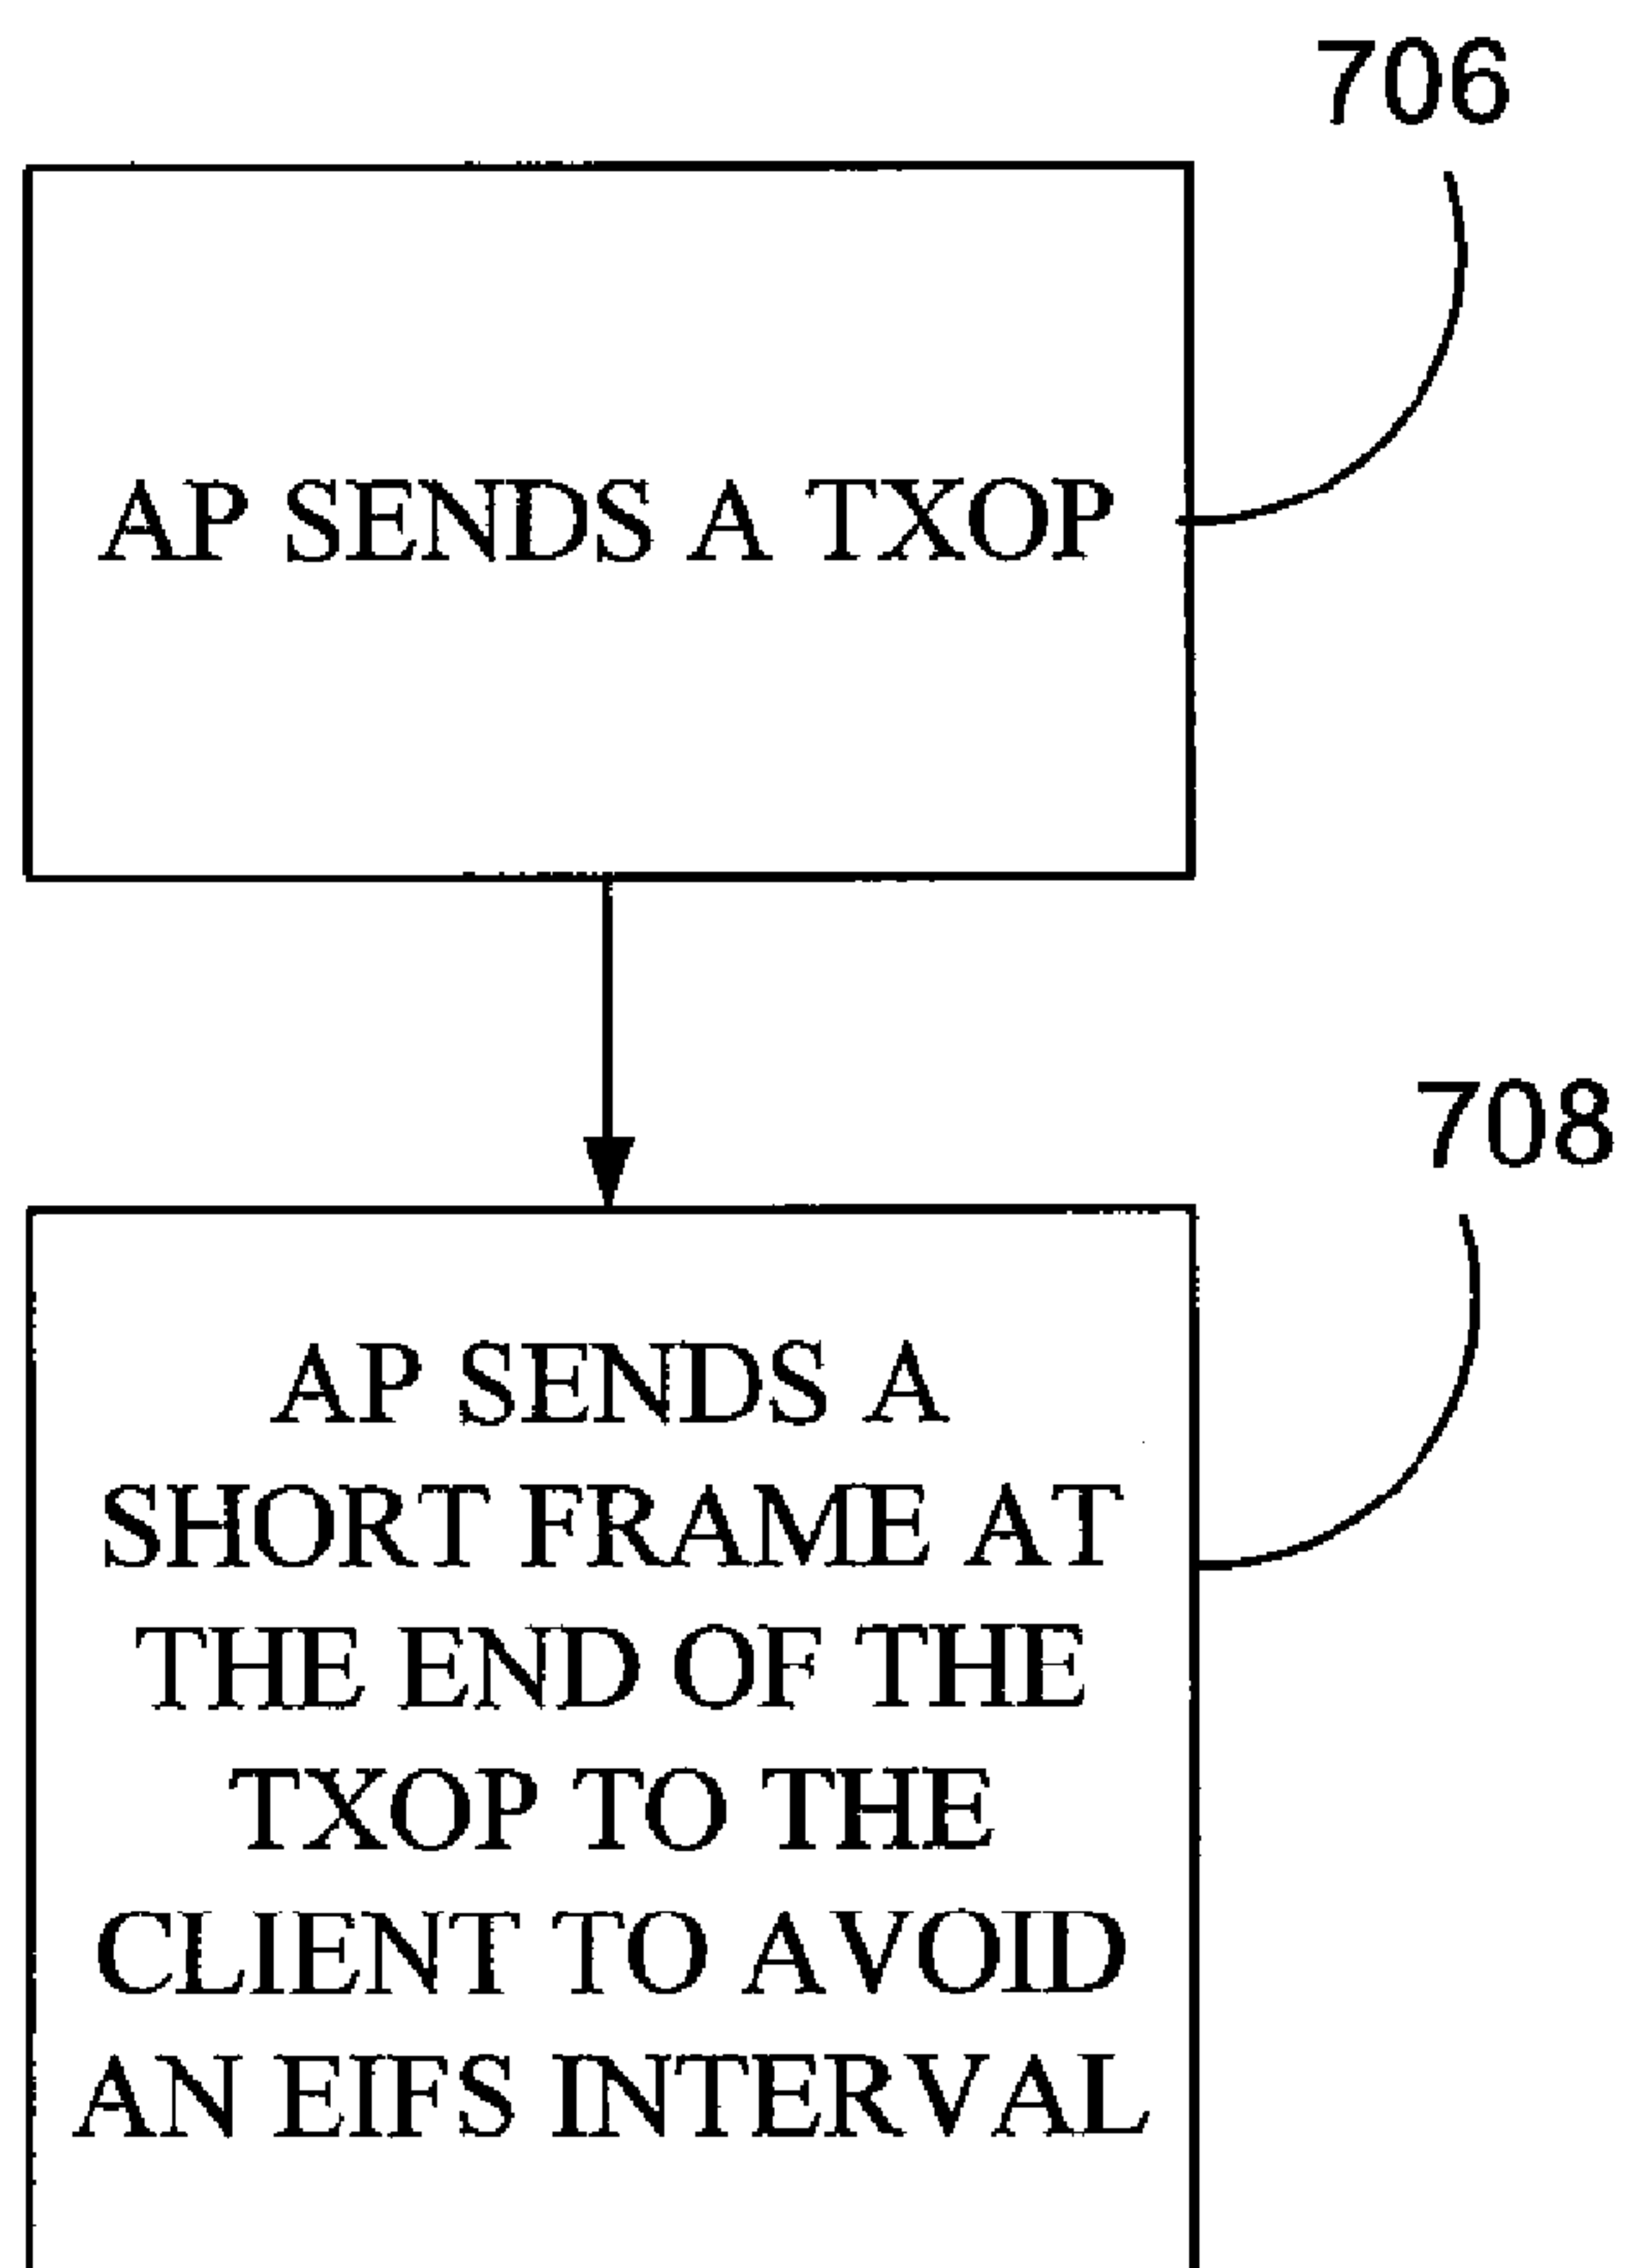 706
AP SENDS A TXOP
708
AP SENDS A
SHORT FRAME AT
THE END OF THE
TXOP TO THE
CLIENT TO AVOID
AN EIFS INTERVAL